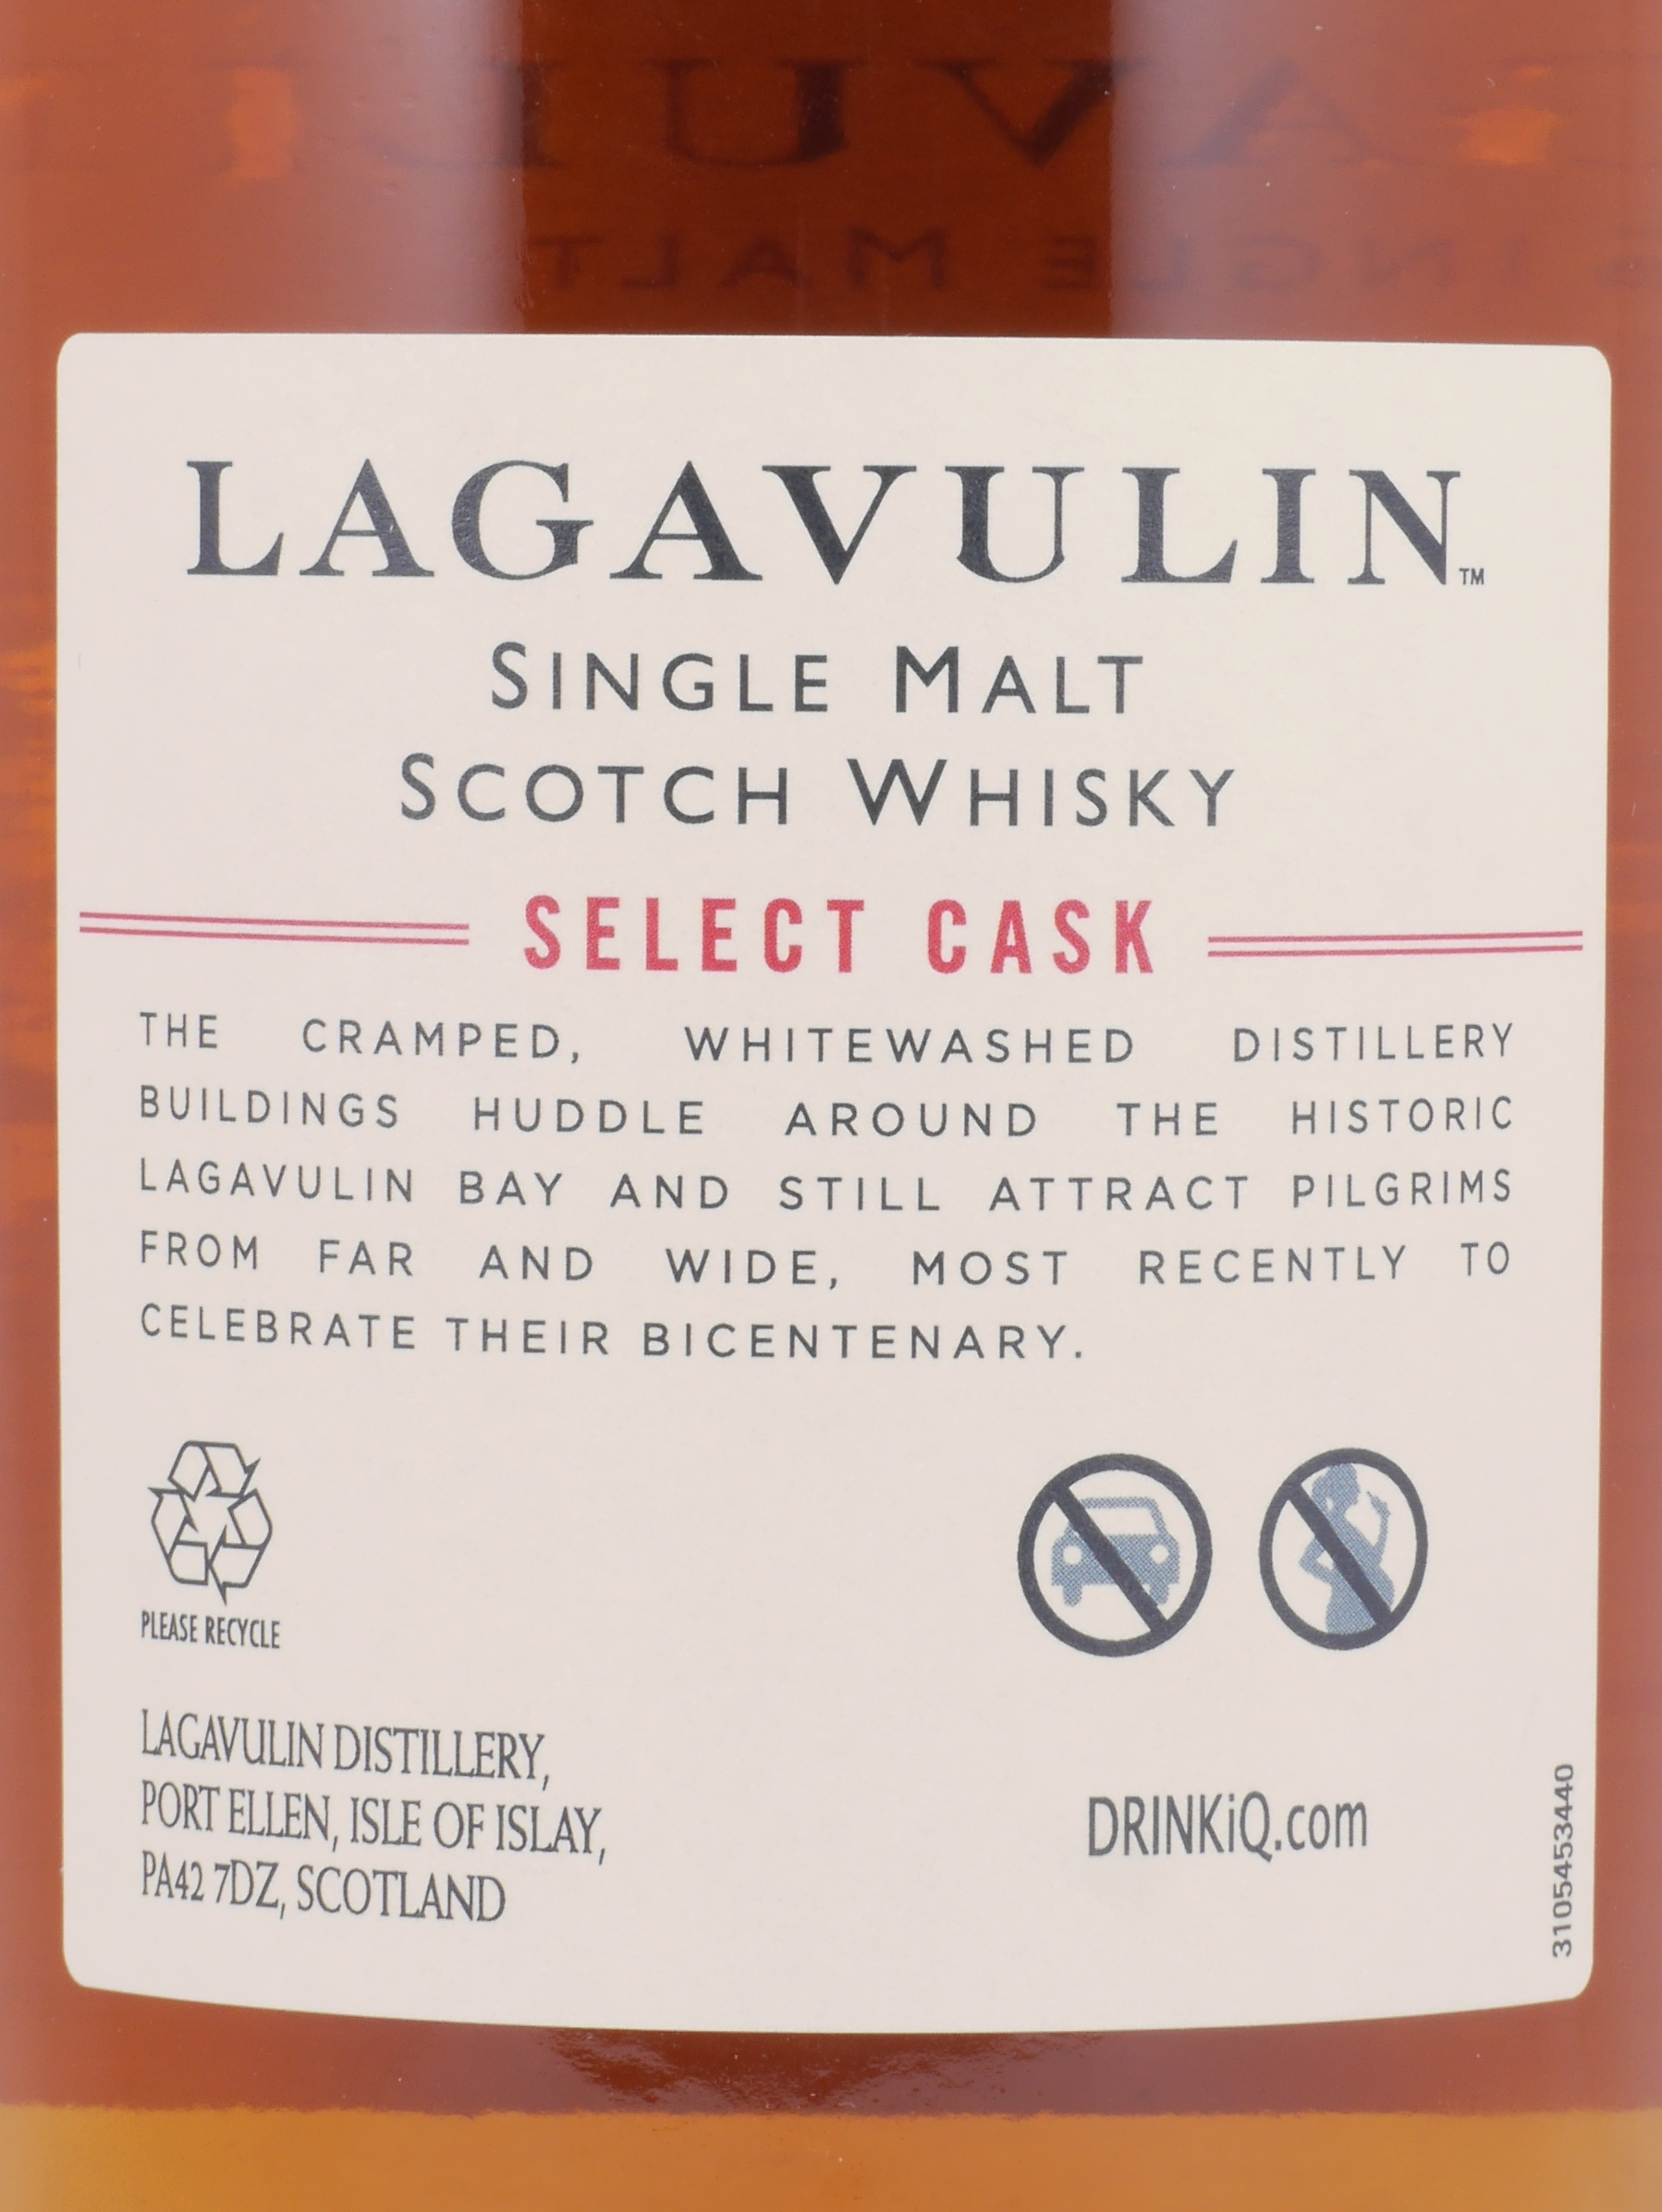 LAGAVULIN™
SINGLE MALT
SCOTCH WHISKY
SELECT CASK
THE CRAMPED, WHITEWASHED DISTILLERY
BUILDINGS HUDDLE AROUND THE HISTORIC
LAGAVULIN BAY AND STILL ATTRACT PILGRIMS
FROM FAR AND WIDE, MOST RECENTLY TO
CELEBRATE THEIR BICENTENARY.
PLEASE RECYCLE
LAGAVULIN DISTILLERY,
PORT ELLEN, ISLE OF ISLAY,
PA42 7DZ, SCOTLAND
DRINKiQ.com
3105453440